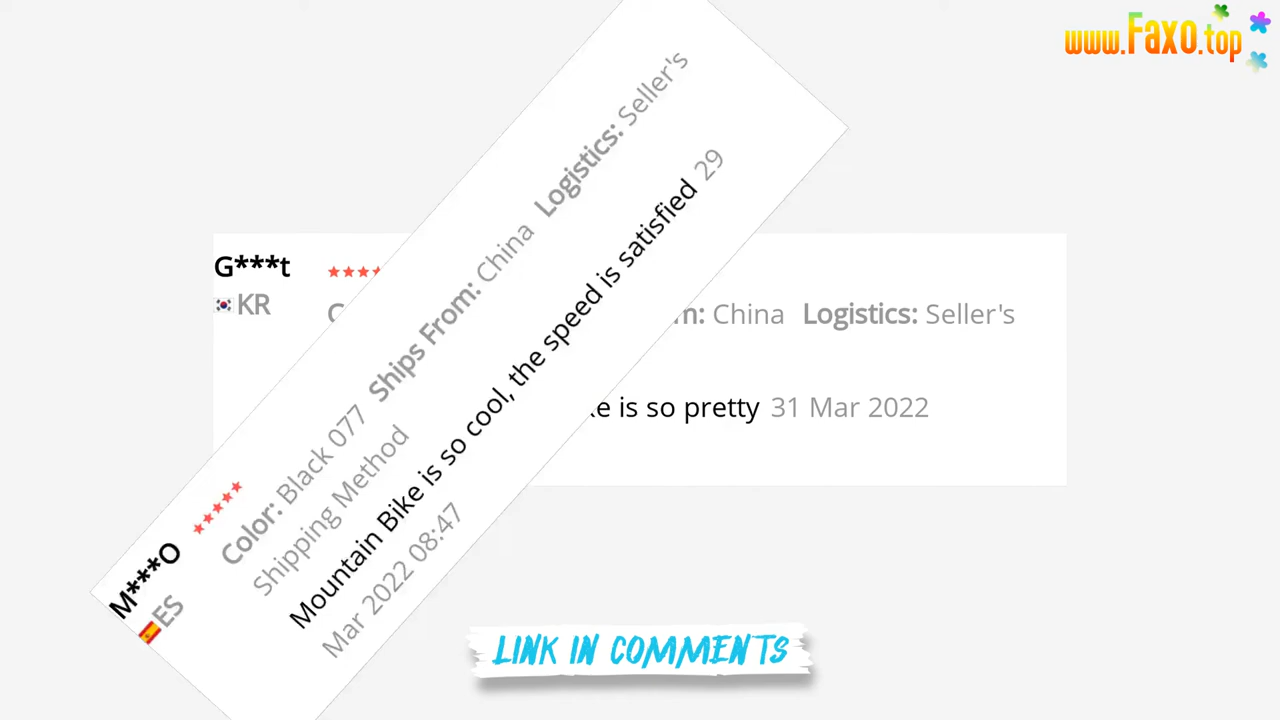 www.Faxo.top
M***O
ES
Color: Black 077 Ships From: China Logistics: Seller's
Shipping Method
Mountain Bike is so cool, the speed is satisfied 29
Mar 2022 08:47
G***t
KR
China Logistics: Seller's
is so pretty 31 Mar 2022
LINK IN COMMENTS